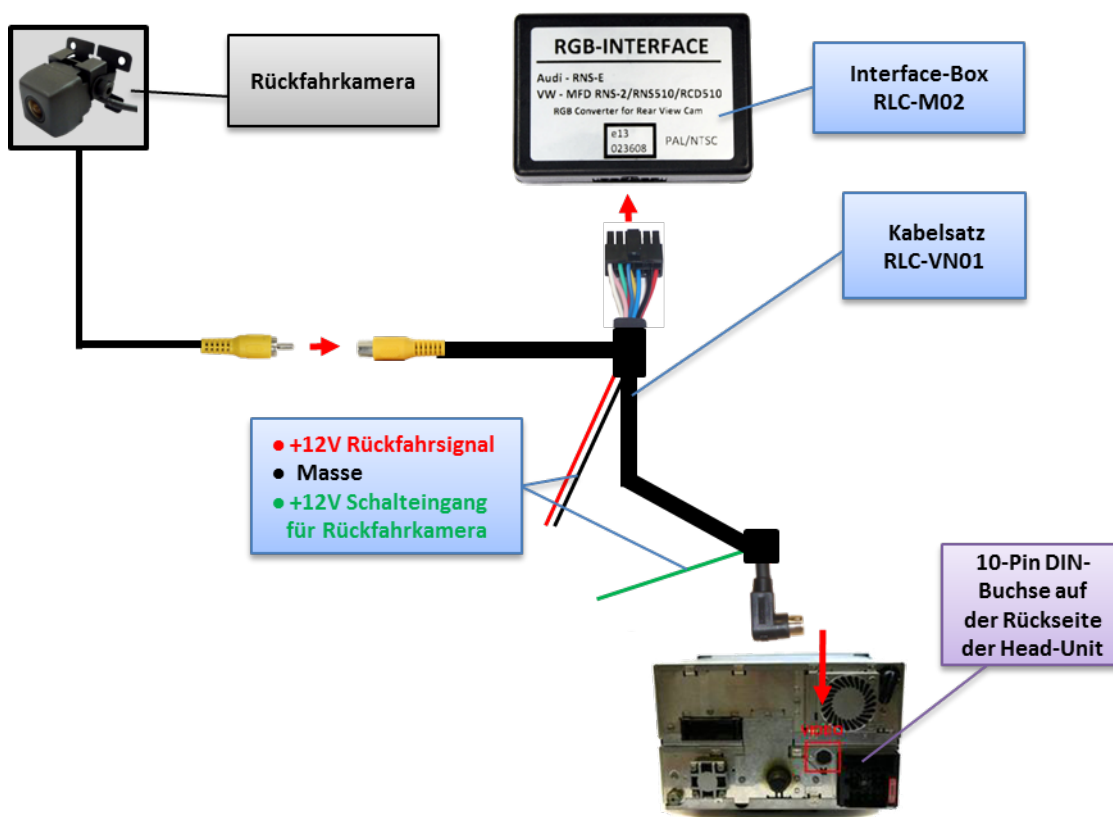 Rückfahrkamera
RGB-INTERFACE
Audi - RNS-E
VW - MFD RNS-2/RNS510/RCD510
RGB Converter for Rear View Cam
e13
023608
PAL/NTSC
Interface-Box
RLC-M02
Kabelsatz
RLC-VN01
● +12V Rückfahrsignal
● Masse
● +12V Schalteingang
für Rückfahrkamera
10-Pin DIN-
Buchse auf
der Rückseite
der Head-Unit
VIDEO